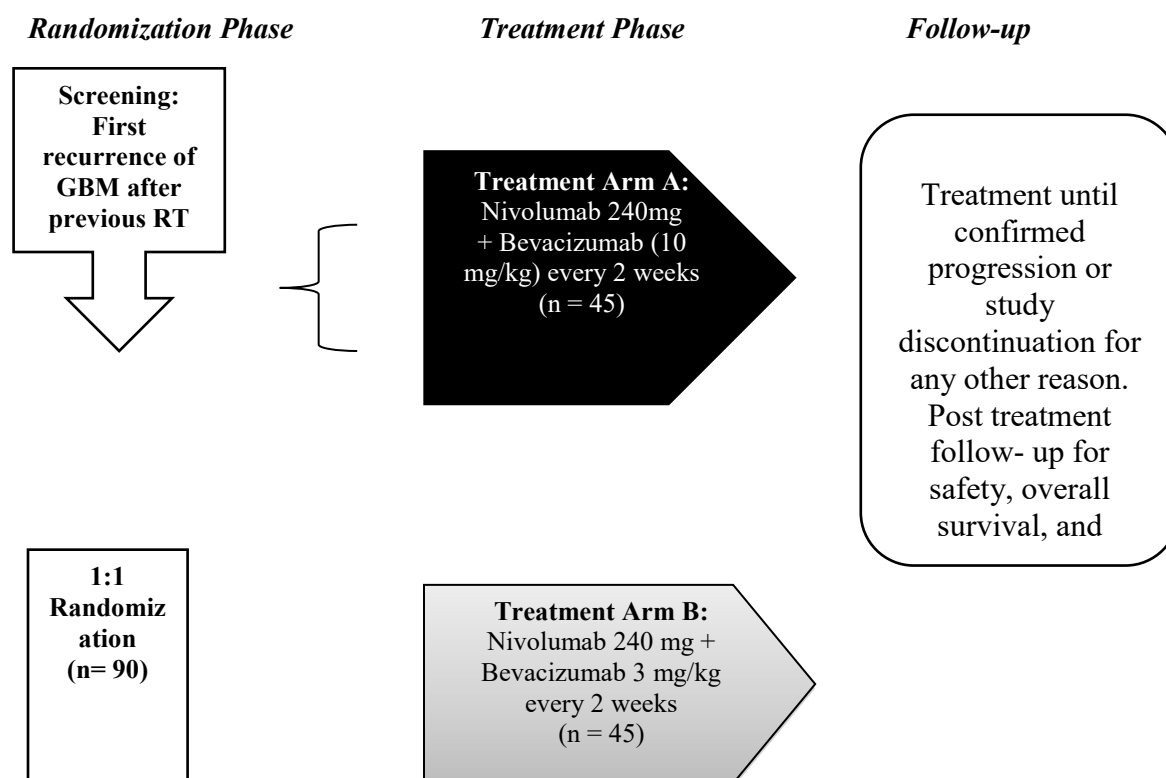 Randomization Phase
Treatment Phase
Follow-up
Screening:
First
recurrence of
GBM after
previous RT
Treatment Arm A:
Nivolumab 240mg
+ Bevacizumab (10
mg/kg) every 2 weeks
(n = 45)
Treatment until
confirmed
progression or
study
discontinuation for
any other reason.
Post treatment
follow- up for
safety, overall
survival, and
1:1
Randomiz
ation
(n= 90)
Treatment Arm B:
Nivolumab 240 mg +
Bevacizumab 3 mg/kg
every 2 weeks
(n = 45)